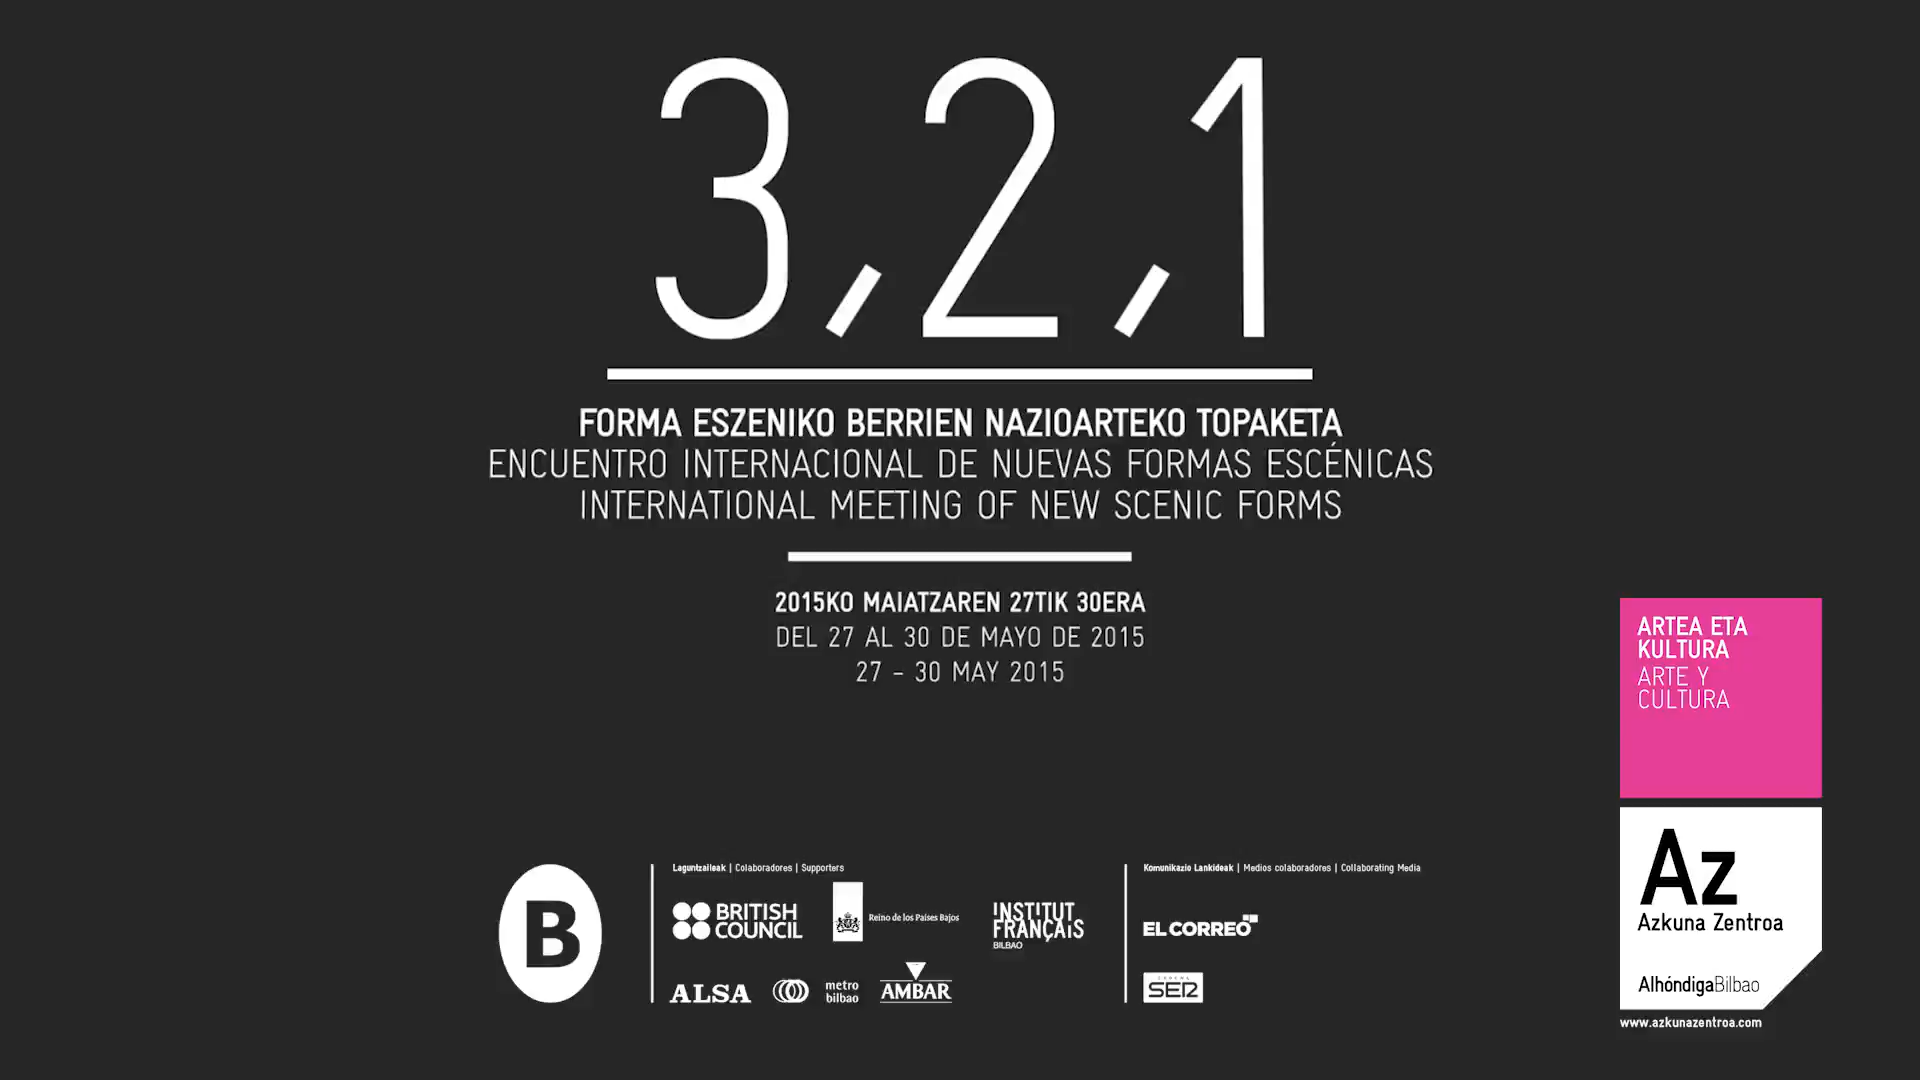 3,2,1
FORMA ESZENIKO BERRIEN NAZIOARTEKO TOPAKETA
ENCUENTRO INTERNACIONAL DE NUEVAS FORMAS ESCÉNICAS
INTERNATIONAL MEETING OF NEW SCENIC FORMS
2015KO MAIATZAREN 27TIK 30ERA
DEL 27 AL 30 DE MAYO DE 2015
27 - 30 MAY 2015
ARTEA ETA
KULTURA
ARTE Y
CULTURA
Az
Azkuna Zentroa
AlhóndigaBilbao
www.azkunazentroa.com
B
Laguntzaileak | Colaboradores | Supporters
BRITISH
COUNCIL
Reino de los Países Bajos
INSTITUT
FRANÇAIS
BILBAO
ALSA
metro
bilbao
AMBAR
Komunikazio Lankideak | Medios colaboradores | Collaborating Media
EL CORREO
CADENA
SER